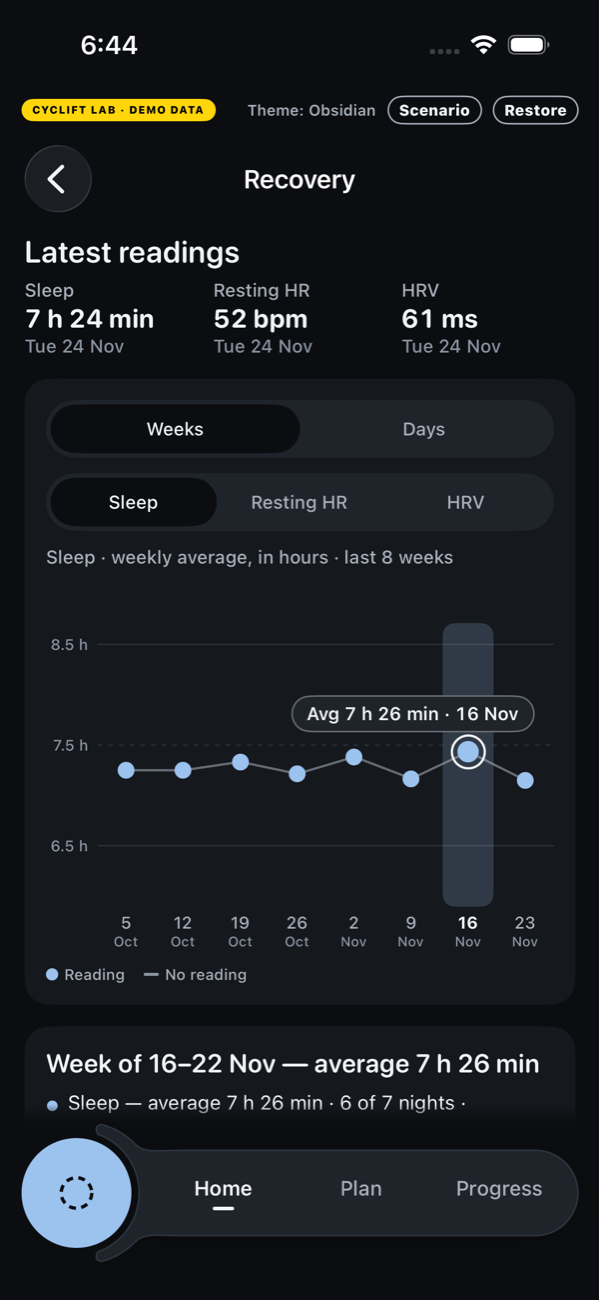 6:44
CYCLIFT LAB · DEMO DATA Theme: Obsidian Scenario Restore
Recovery
Latest readings
Sleep Resting HR HRV
7 h 24 min 52 bpm 61 ms
Tue 24 Nov Tue 24 Nov Tue 24 Nov
Weeks Days
Sleep Resting HR HRV
Sleep · weekly average, in hours · last 8 weeks
8.5 h
Avg 7 h 26 min · 16 Nov
7.5 h
6.5 h
5 12 19 26 2 9 16 23
Oct Oct Oct Oct Nov Nov Nov Nov
Reading No reading
Week of 16–22 Nov — average 7 h 26 min
Sleep — average 7 h 26 min · 6 of 7 nights ·
Home Plan Progress